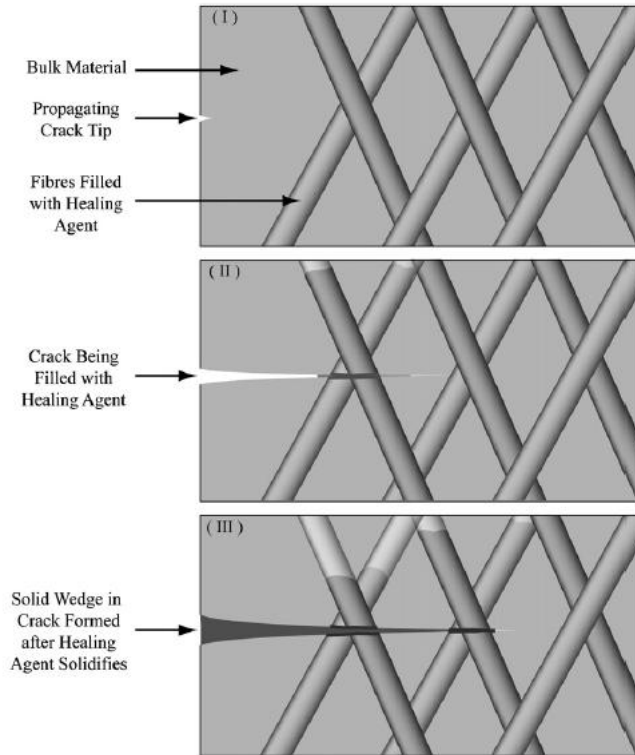 ( I )
Bulk Material
Propagating
Crack Tip
Fibres Filled
with Healing
Agent
(II)
Crack Being
Filled with
Healing Agent
( III )
Solid Wedge in
Crack Formed
after Healing
Agent Solidifies